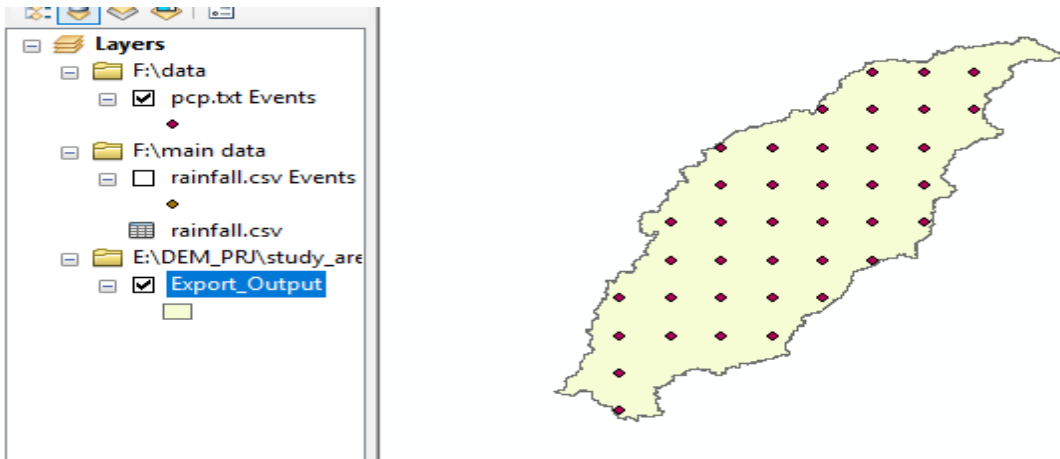 Layers
F:\data
pcp.txt Events
F:\main data
rainfall.csv Events
rainfall.csv
E:\DEM_PRJ\study_are
Export_Output